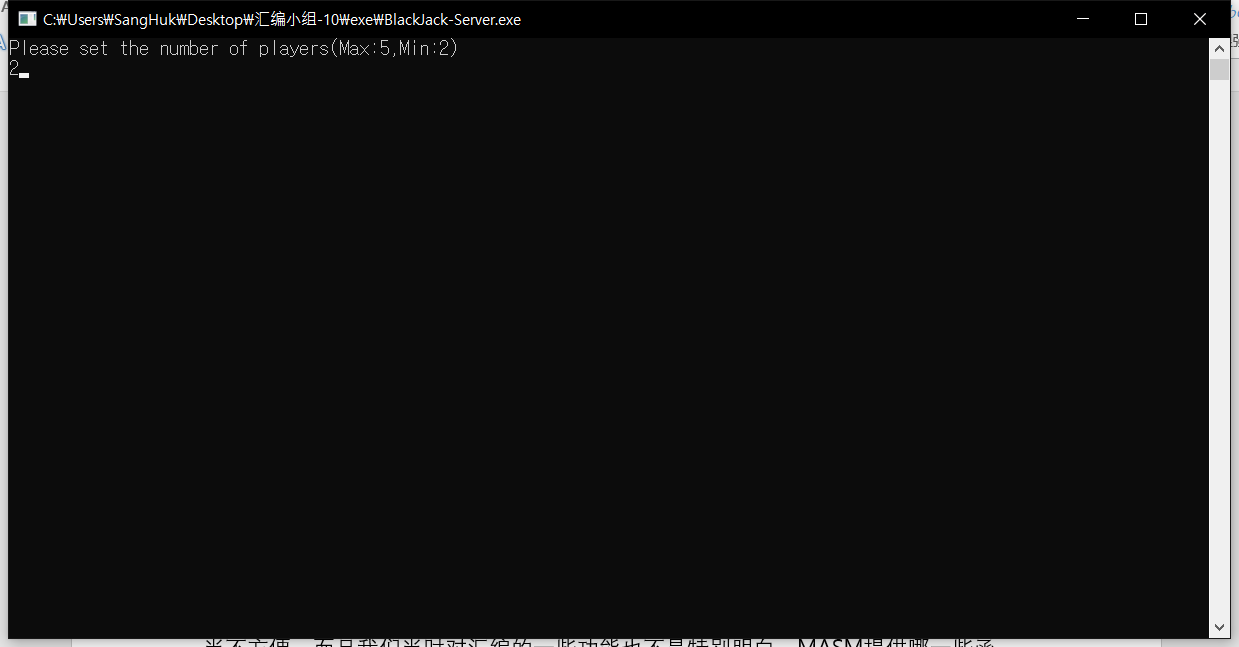 C:₩Users₩SangHuk₩Desktop₩汇编小组-10₩exe₩BlackJack-Server.exe
Please set the number of players(Max:5,Min:2)
2